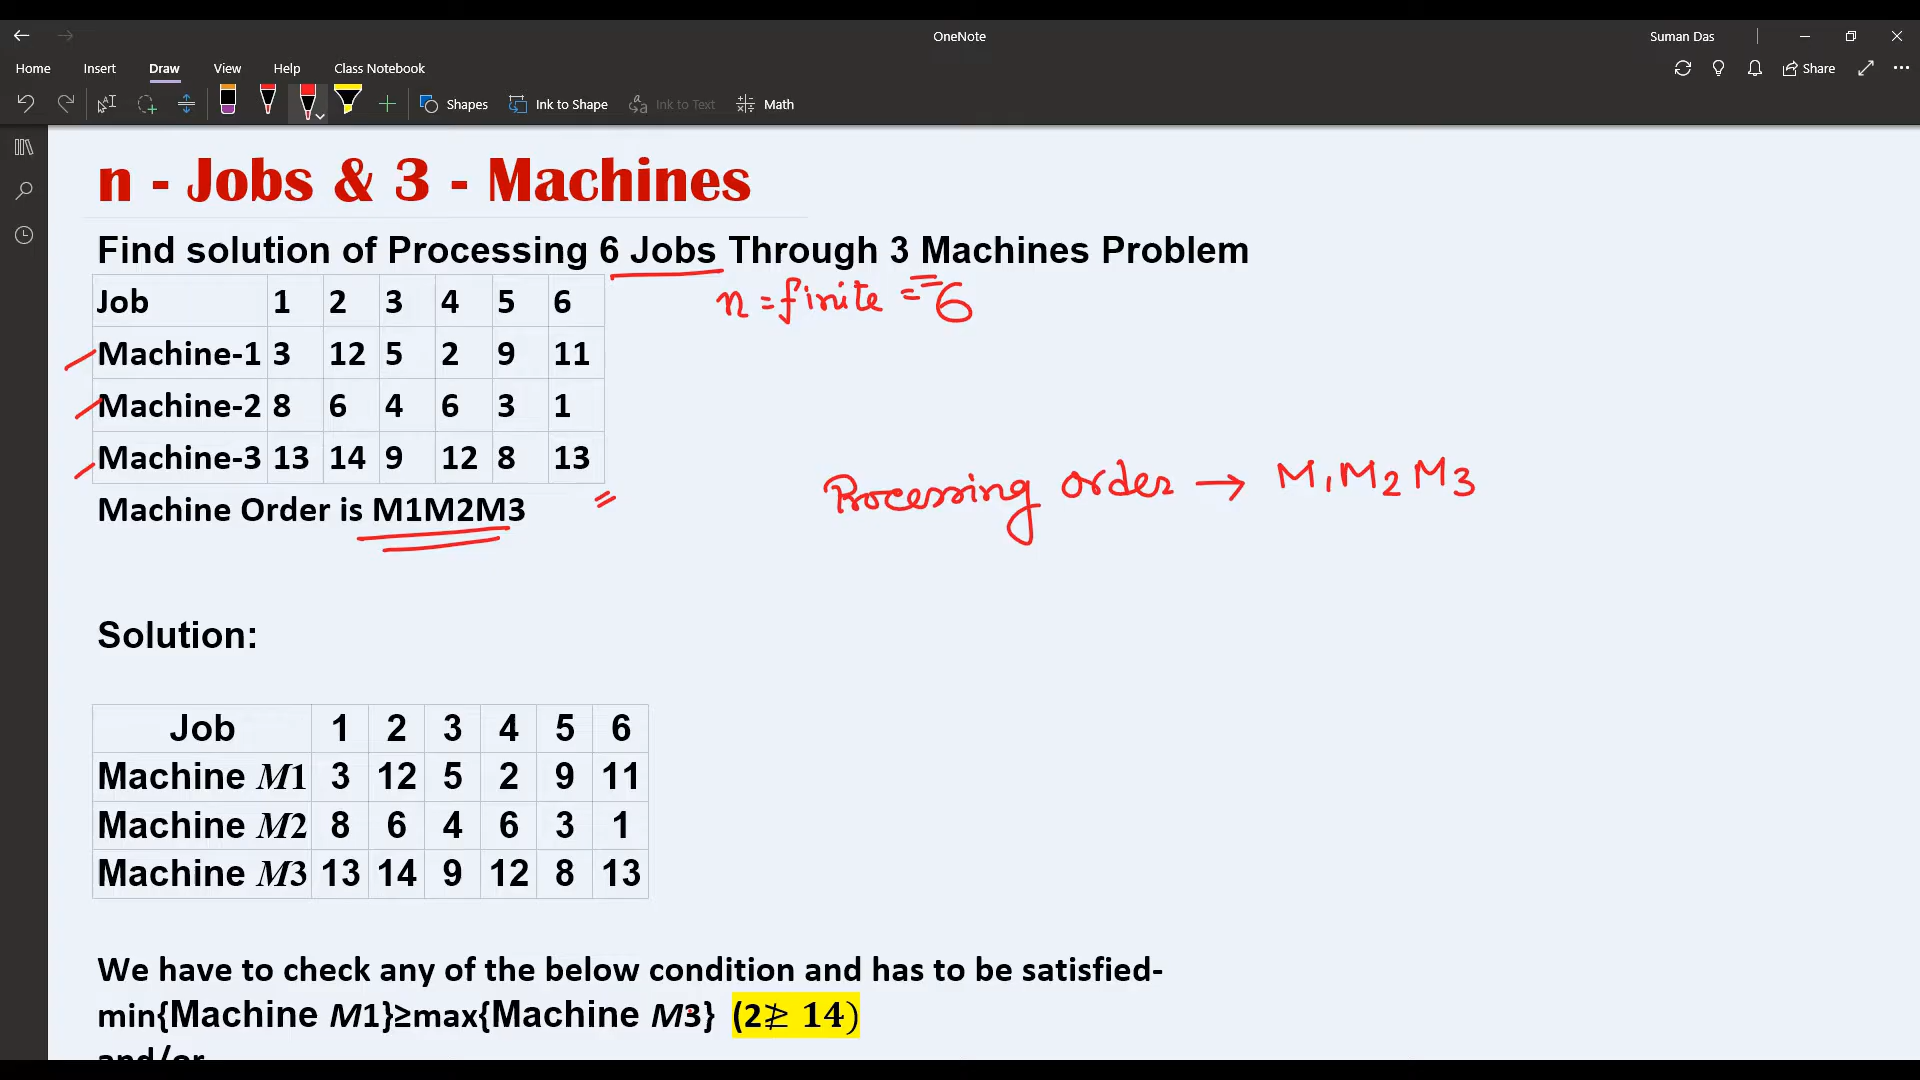 OneNote
Suman Das
Home Insert Draw View Help Class Notebook
Share
Shapes Ink to Shape Ink to Text Math
n - Jobs & 3 - Machines
Find solution of Processing 6 Jobs Through 3 Machines Problem
n = finite = 6
Job 1 2 3 4 5 6
Machine-1 3 12 5 2 9 11
Machine-2 8 6 4 6 3 1
Machine-3 13 14 9 12 8 13
Machine Order is M1M2M3
Processing order → M1M2M3
Solution:
Job 1 2 3 4 5 6
Machine M1 3 12 5 2 9 11
Machine M2 8 6 4 6 3 1
Machine M3 13 14 9 12 8 13
We have to check any of the below condition and has to be satisfied-
min{Machine M1}≥max{Machine M3} (2≱ 14)
and/or